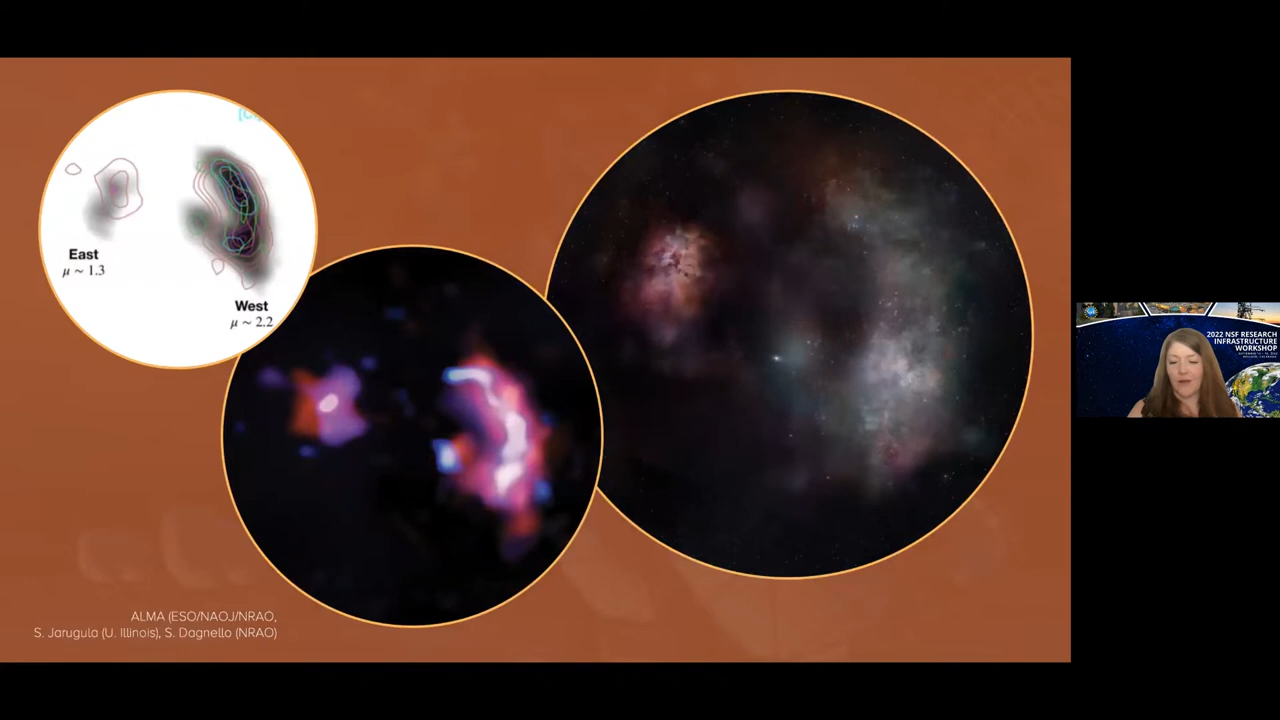 East
μ ~ 1.3
West
μ ~ 2.2
ALMA (ESO/NAOJ/NRAO,
S. Jarugula (U. Illinois), S. Dagnello (NRAO)
2022 NSF RESEARCH
INFRASTRUCTURE
WORKSHOP